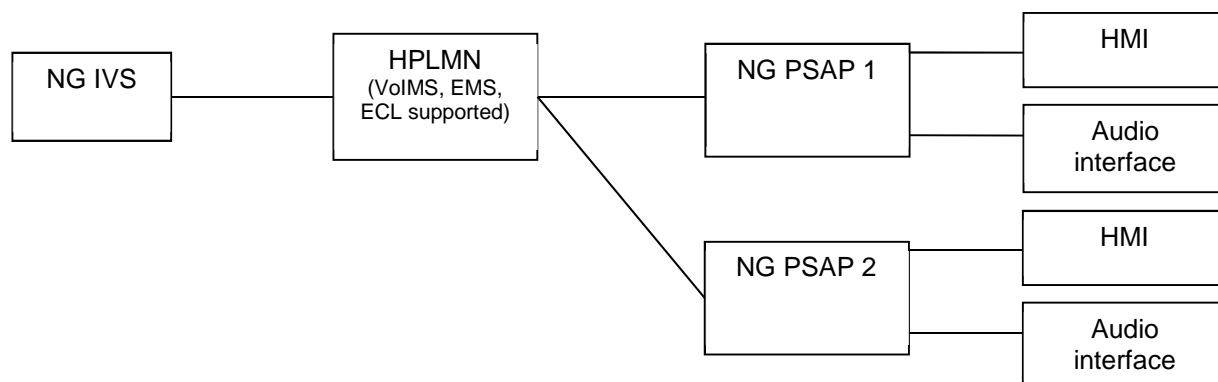 NG IVS
HPLMN
(VoIMS, EMS,
ECL supported)
NG PSAP 1
HMI
Audio
interface
NG PSAP 2
HMI
Audio
interface